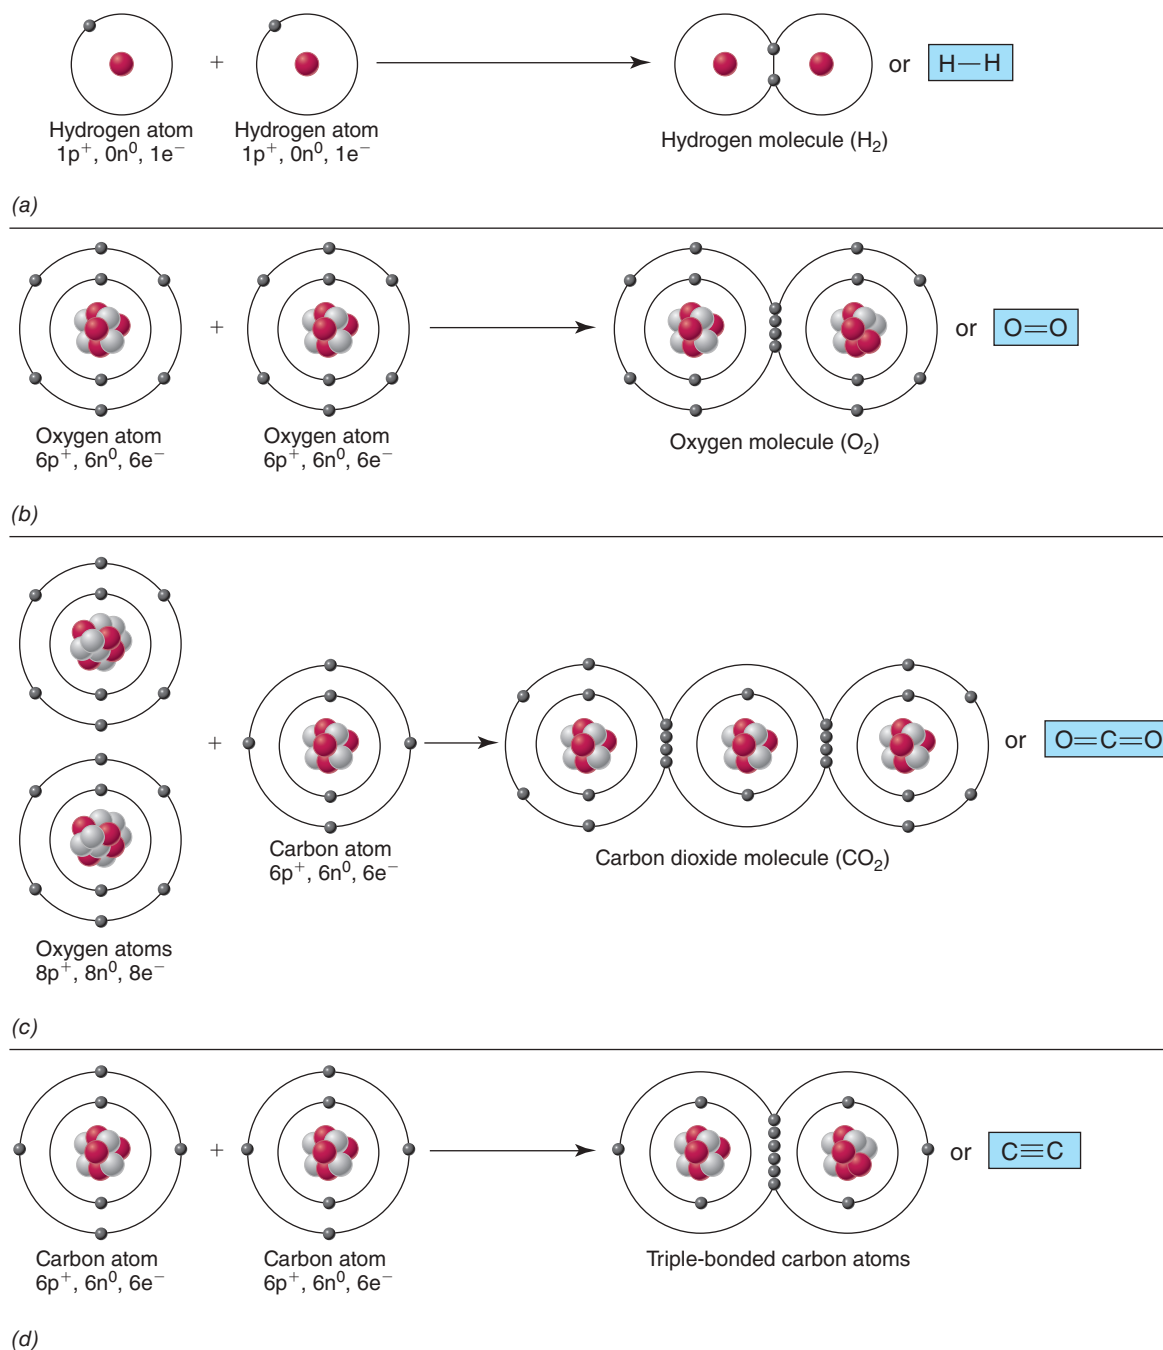 + or H—H
Hydrogen atom Hydrogen atom Hydrogen molecule (H₂)
1p⁺, 0n⁰, 1e⁻ 1p⁺, 0n⁰, 1e⁻
(a)
+ or O=O
Oxygen atom Oxygen atom Oxygen molecule (O₂)
6p⁺, 6n⁰, 6e⁻ 6p⁺, 6n⁰, 6e⁻
(b)
+ or O=C=O
Carbon atom Carbon dioxide molecule (CO₂)
6p⁺, 6n⁰, 6e⁻
Oxygen atoms
8p⁺, 8n⁰, 8e⁻
(c)
+ or C≡C
Carbon atom Carbon atom Triple-bonded carbon atoms
6p⁺, 6n⁰, 6e⁻ 6p⁺, 6n⁰, 6e⁻
(d)